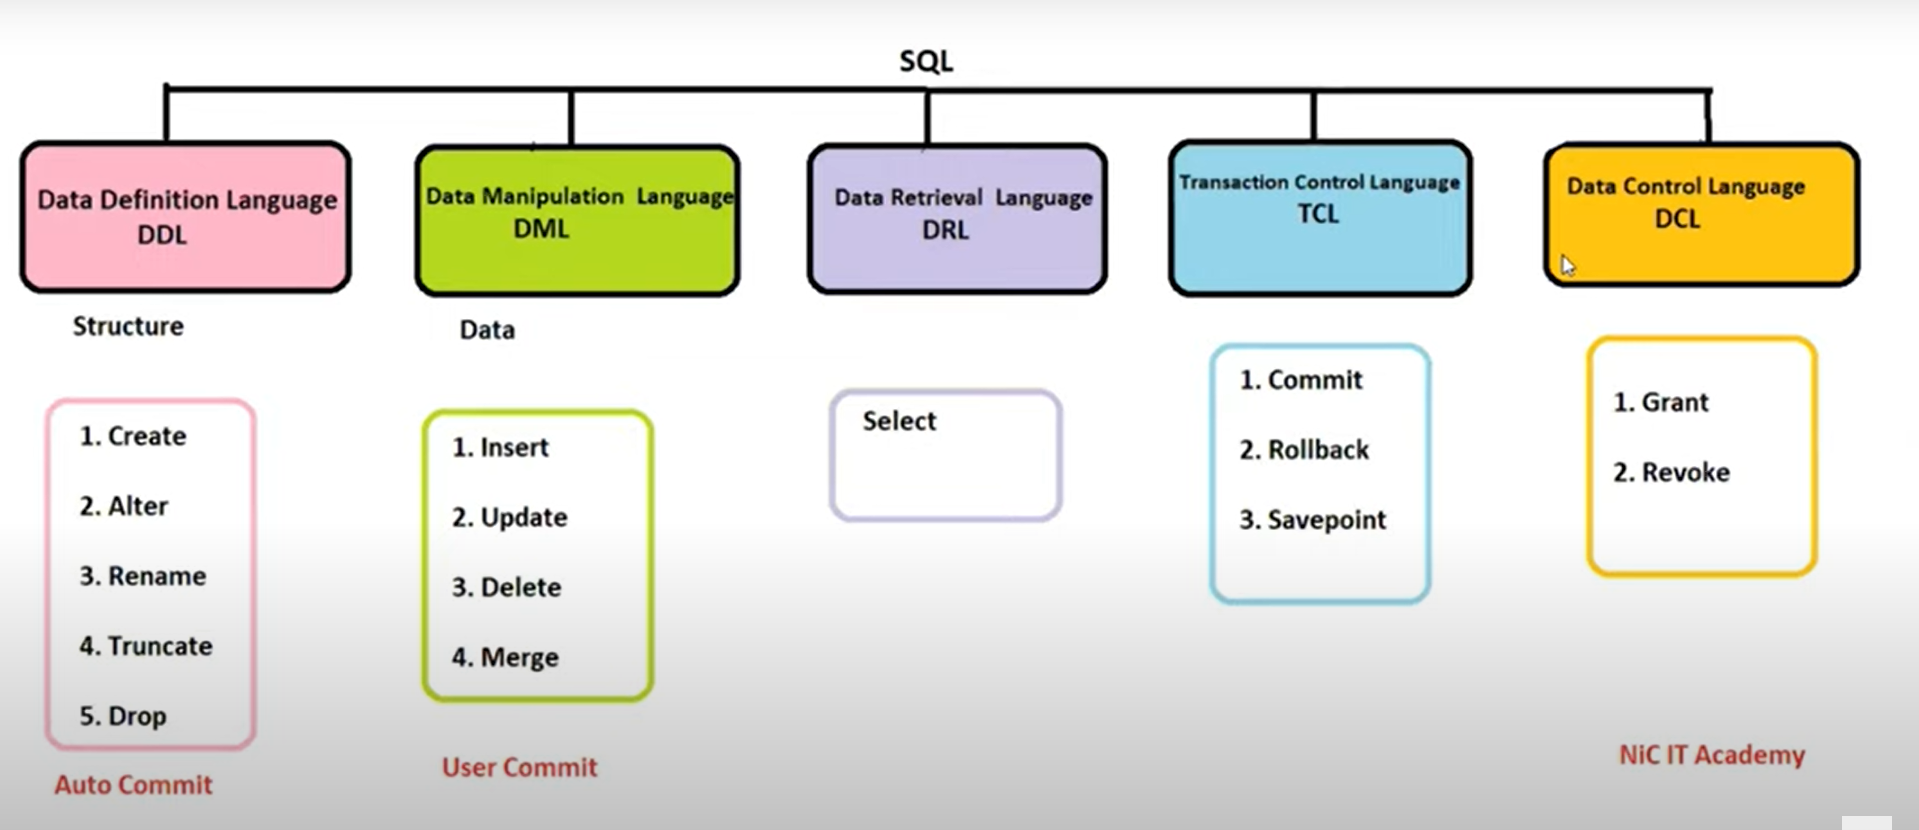 SQL
Data Definition Language
DDL
Data Manipulation Language
DML
Data Retrieval Language
DRL
Transaction Control Language
TCL
Data Control Language
DCL
Structure
Data
1. Create
2. Alter
3. Rename
4. Truncate
5. Drop
Auto Commit
1. Insert
2. Update
3. Delete
4. Merge
User Commit
Select
1. Commit
2. Rollback
3. Savepoint
1. Grant
2. Revoke
NiC IT Academy